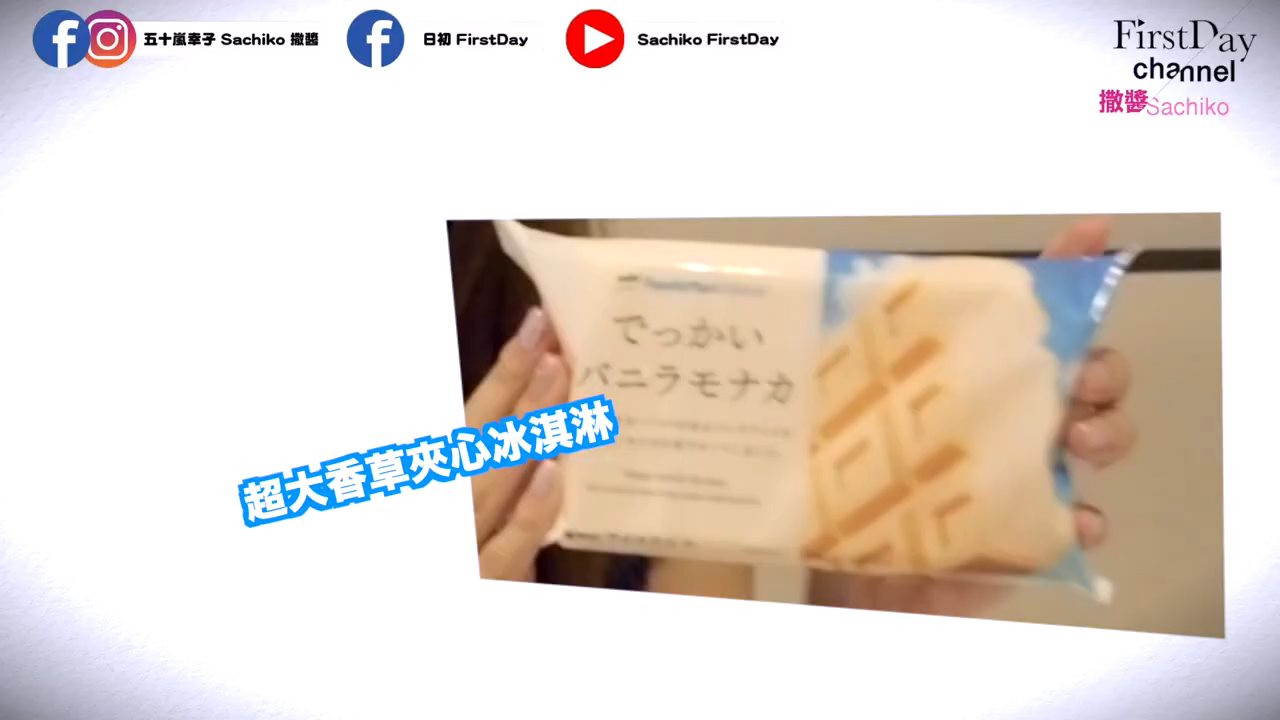 五十嵐幸子 Sachiko 撒醬
日初 FirstDay
Sachiko FirstDay
FirstDay
channel
撒醬Sachiko
でっかい
バニラモナカ
超大香草夾心冰淇淋